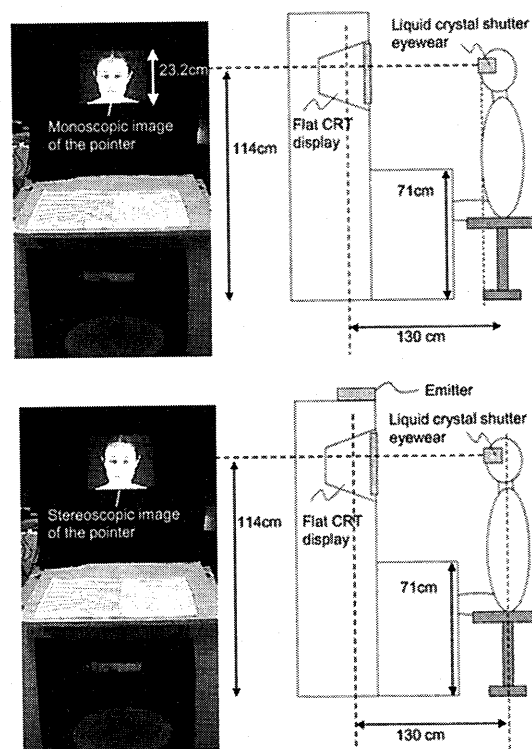 Liquid crystal shutter
eyewear
23.2cm
Monoscopic image
of the pointer
Flat CRT
display
114cm
71cm
130 cm
Emitter
Liquid crystal shutter
eyewear
Stereoscopic image
of the pointer
Flat CRT
display
114cm
71cm
130 cm